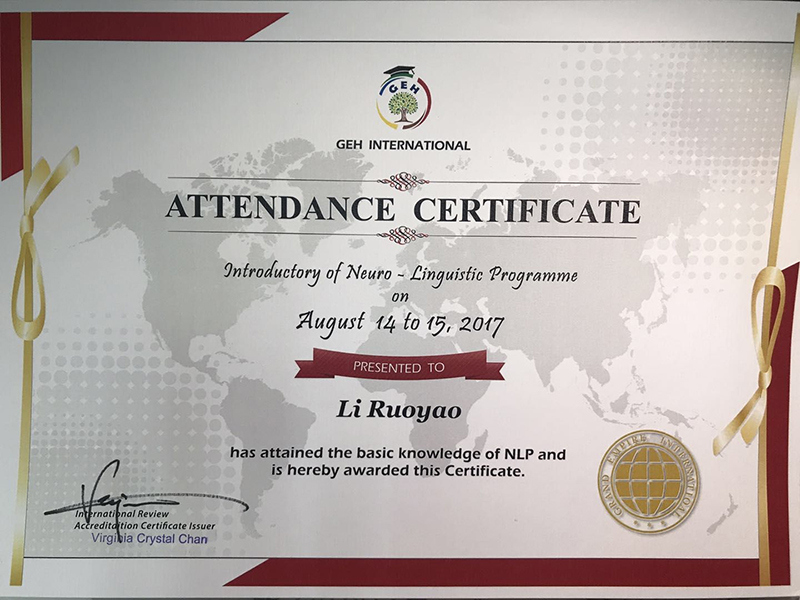 GEH
GEH INTERNATIONAL
ATTENDANCE CERTIFICATE
Introductory of Neuro - Linguistic Programme
on
August 14 to 15, 2017
PRESENTED TO
Li Ruoyao
has attained the basic knowledge of NLP and
is hereby awarded this Certificate.
International Review
Accreditaition Certificate Issuer
Virginia Crystal Chan
GRAND EMPIRE INTERNATIONAL